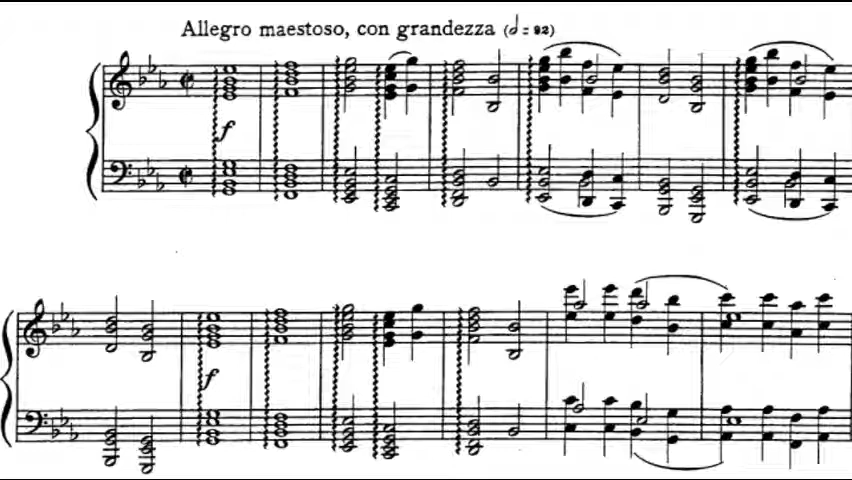 Allegro maestoso, con grandezza (𝅗𝅥 = 92)
f
f